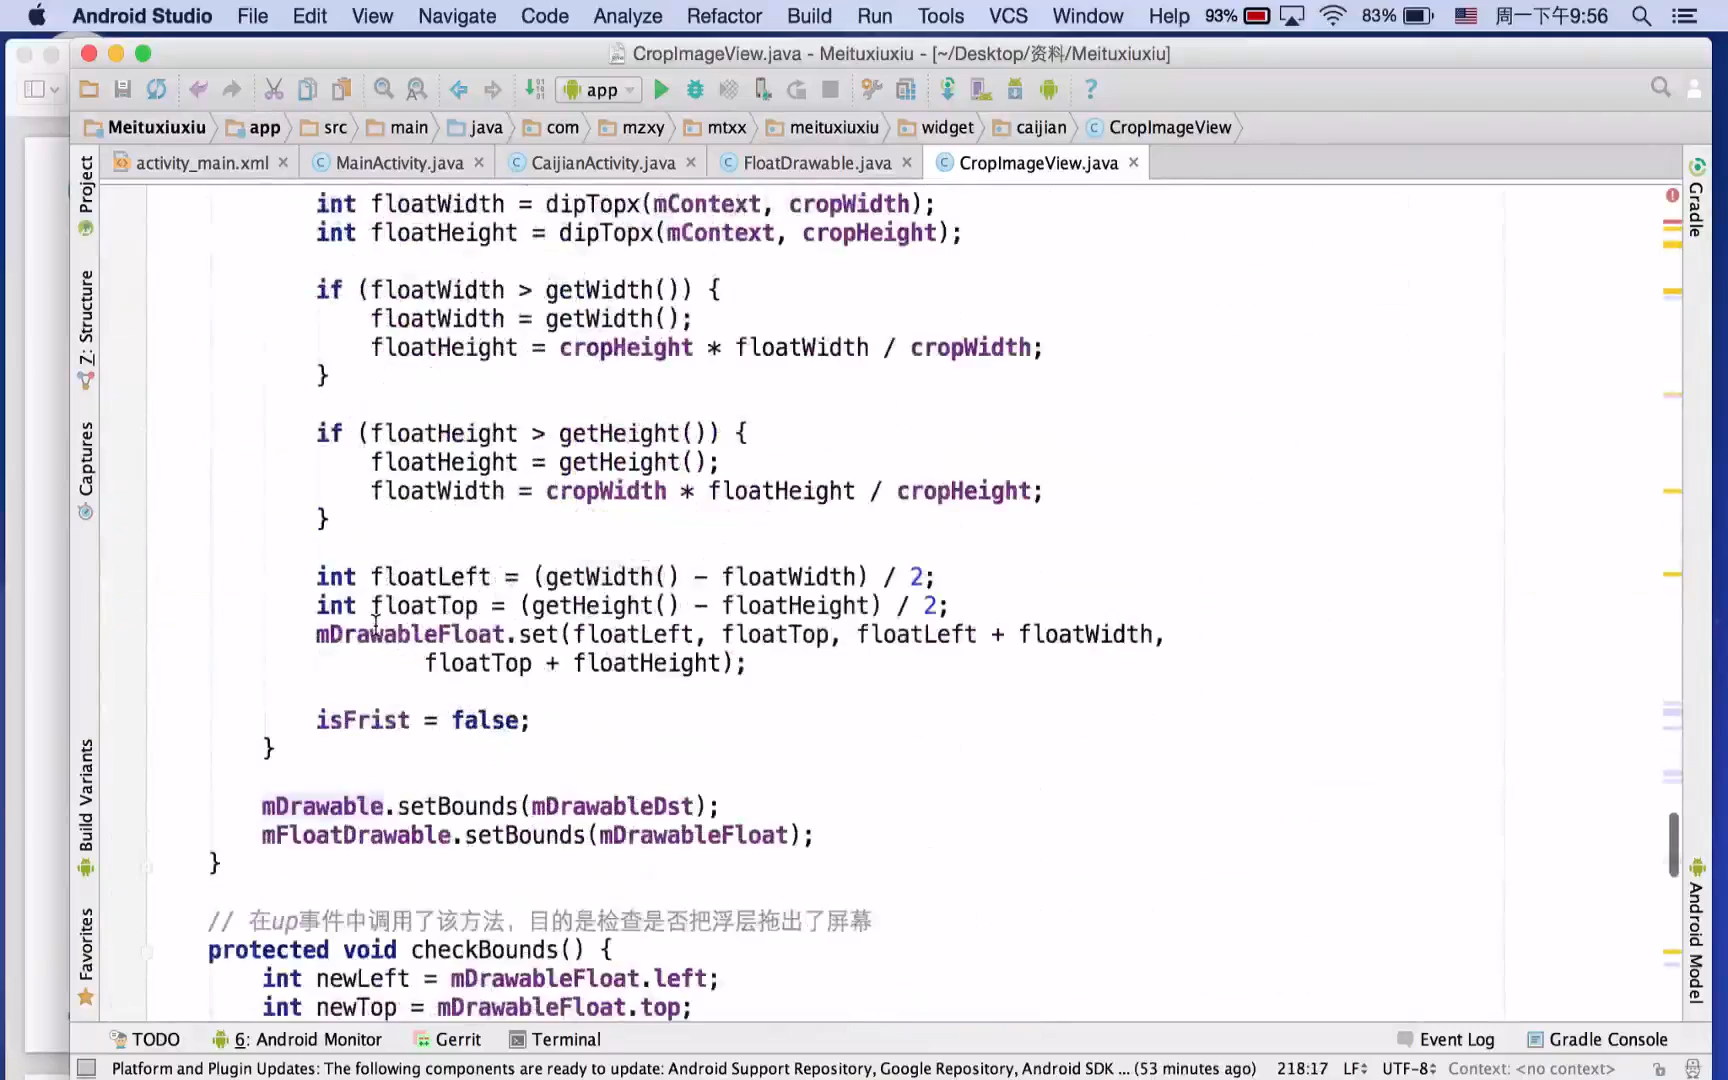 Android Studio File Edit View Navigate Code Analyze Refactor Build Run Tools VCS Window Help 93% 83% 周一下午9:56
CropImageView.java - Meituxiuxiu - [~/Desktop/资料/Meituxiuxiu]
app
Meituxiuxiu app src main java com mzxy mtxx meituxiuxiu widget caijian CropImageView
activity_main.xml MainActivity.java CaijianActivity.java FloatDrawable.java CropImageView.java
Project
Z: Structure
Captures
Build Variants
Favorites
int floatWidth = dipTopx(mContext, cropWidth);
int floatHeight = dipTopx(mContext, cropHeight);
if (floatWidth > getWidth()) {
floatWidth = getWidth();
floatHeight = cropHeight * floatWidth / cropWidth;
}
if (floatHeight > getHeight()) {
floatHeight = getHeight();
floatWidth = cropWidth * floatHeight / cropHeight;
}
int floatLeft = (getWidth() - floatWidth) / 2;
int floatTop = (getHeight() - floatHeight) / 2;
mDrawableFloat.set(floatLeft, floatTop, floatLeft + floatWidth,
floatTop + floatHeight);
isFrist = false;
}
mDrawable.setBounds(mDrawableDst);
mFloatDrawable.setBounds(mDrawableFloat);
}
// 在up事件中调用了该方法，目的是检查是否把浮层拖出了屏幕
protected void checkBounds() {
int newLeft = mDrawableFloat.left;
int newTop = mDrawableFloat.top;
Gradle
Android Model
TODO 6: Android Monitor Gerrit Terminal Event Log Gradle Console
Platform and Plugin Updates: The following components are ready to update: Android Support Repository, Google Repository, Android SDK ... (53 minutes ago) 218:17 LF UTF-8 Context: <no context>